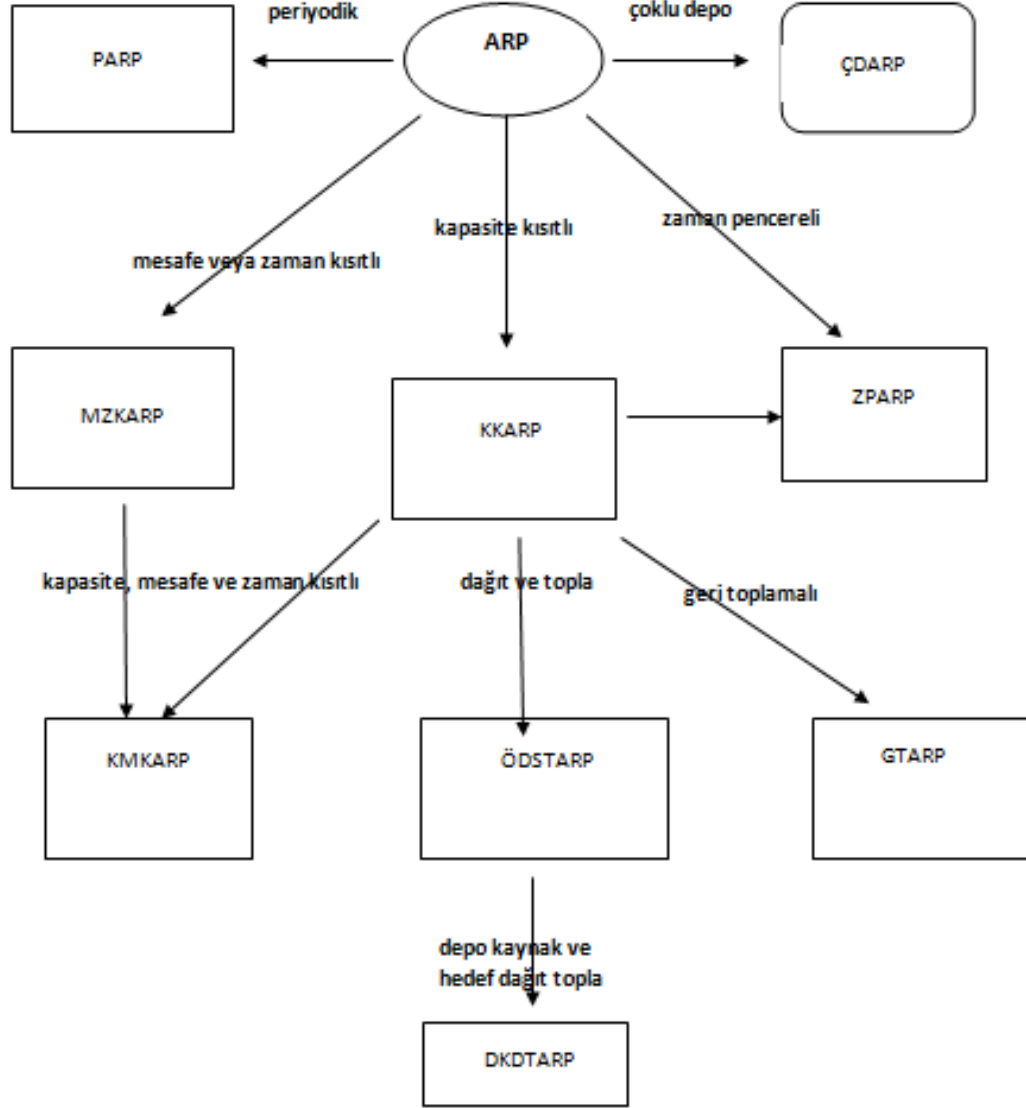 periyodik
çoklu depo
ARP
PARP
ÇDARP
kapasite kısıtlı
zaman pencereli
mesafe veya zaman kısıtlı
MZKARP
KKARP
ZPARP
kapasite, mesafe ve zaman kısıtlı
dağıt ve topla
geri toplamalı
KMKARP
ÖDSTARP
GTARP
depo kaynak ve
hedef dağıt topla
DKDTARP